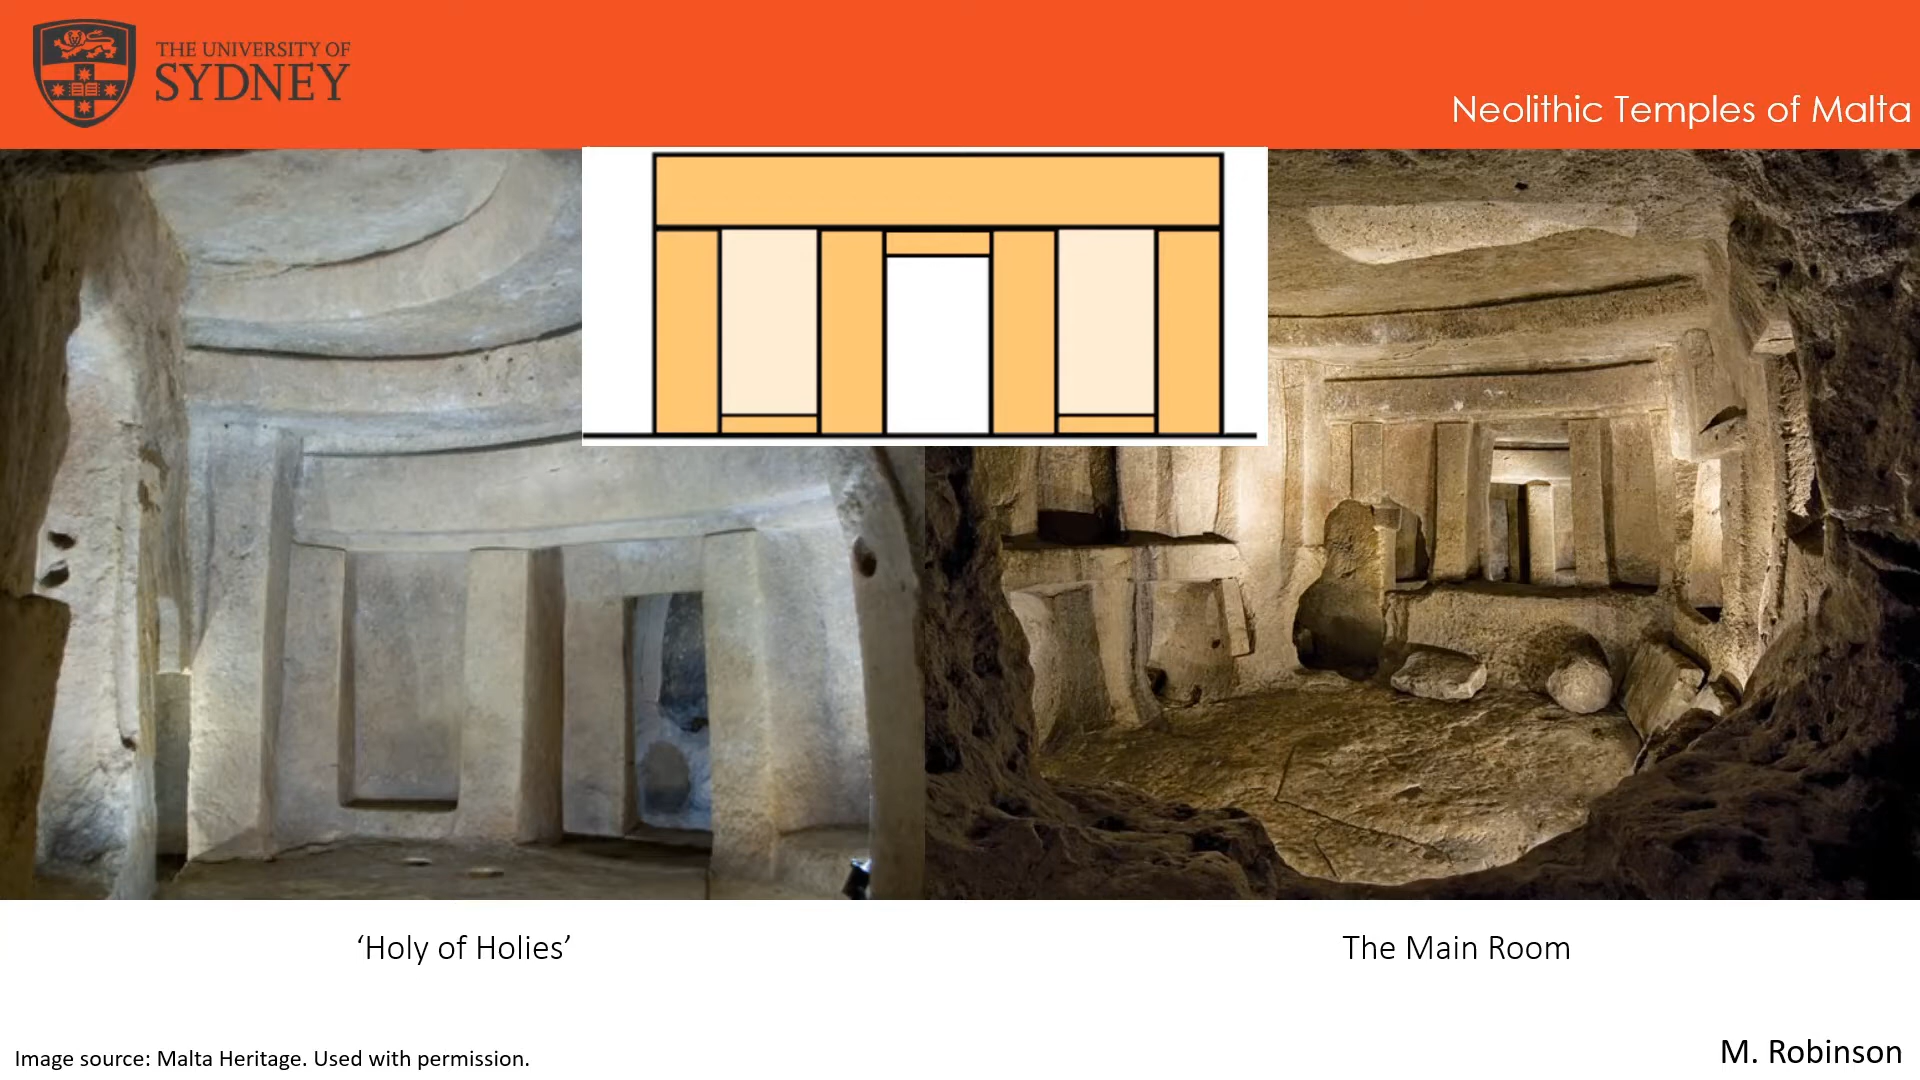 THE UNIVERSITY OF
SYDNEY
Neolithic Temples of Malta
‘Holy of Holies’
The Main Room
Image source: Malta Heritage. Used with permission.
M. Robinson